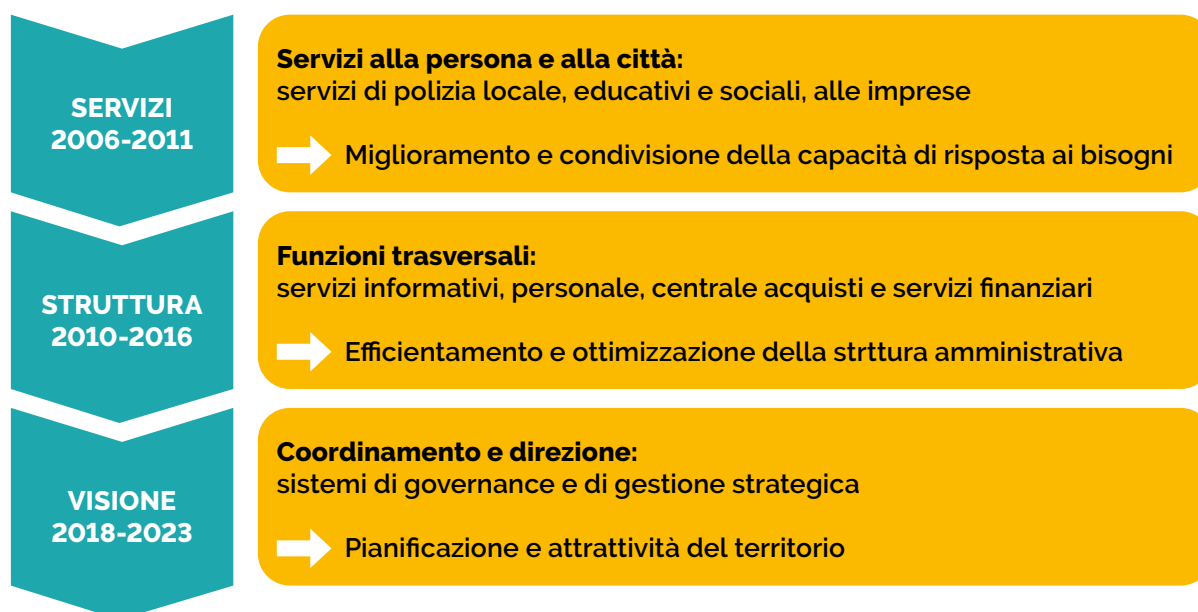 SERVIZI
2006-2011
Servizi alla persona e alla città:
servizi di polizia locale, educativi e sociali, alle imprese
Miglioramento e condivisione della capacità di risposta ai bisogni
STRUTTURA
2010-2016
Funzioni trasversali:
servizi informativi, personale, centrale acquisti e servizi finanziari
Efficientamento e ottimizzazione della strttura amministrativa
VISIONE
2018-2023
Coordinamento e direzione:
sistemi di governance e di gestione strategica
Pianificazione e attrattività del territorio